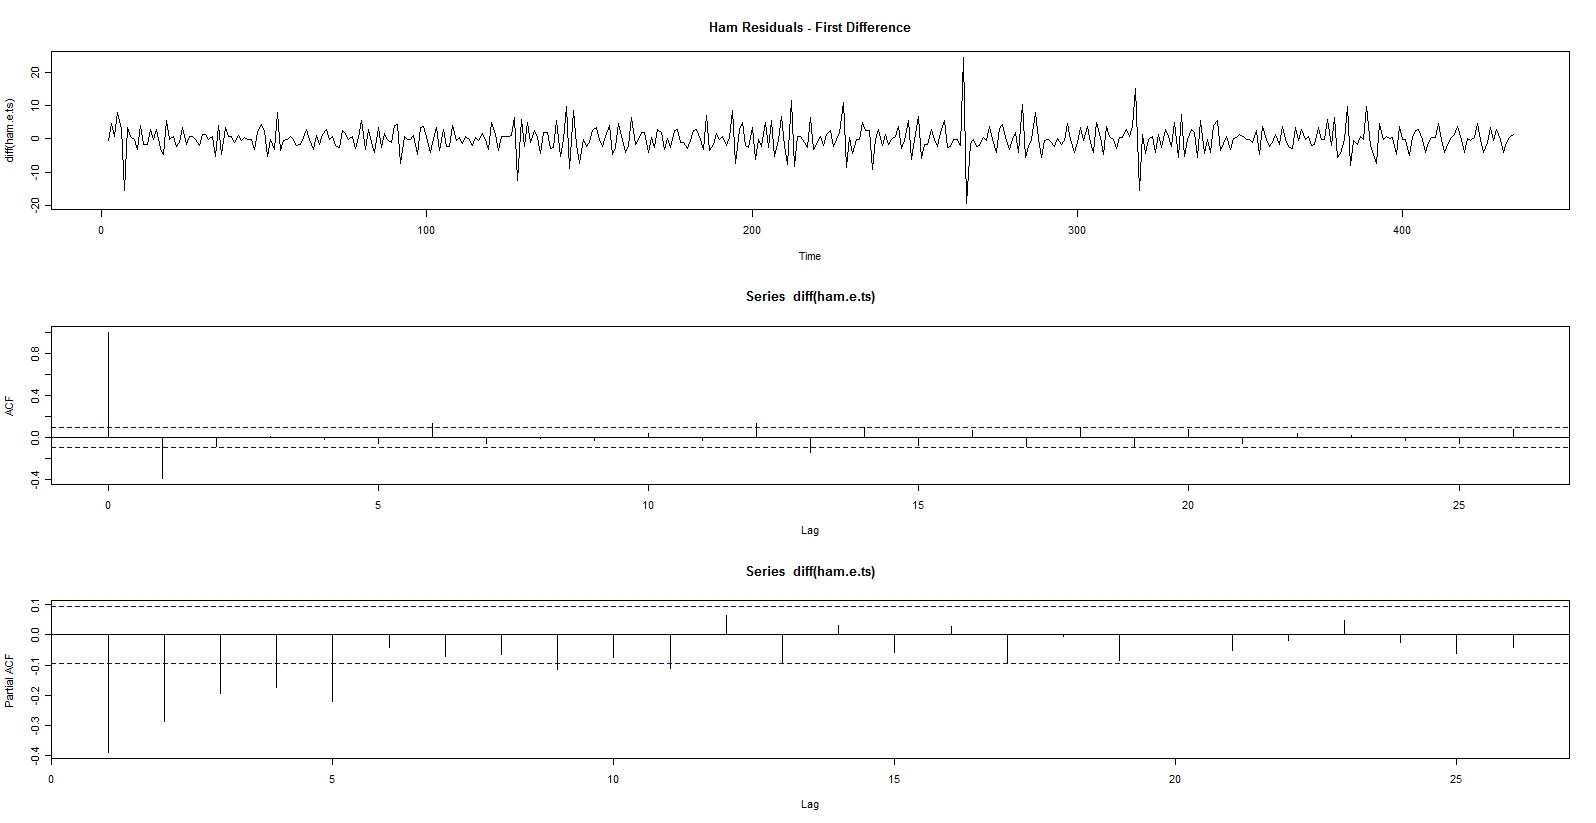 Ham Residuals - First Difference
diff(ham.e.ts)
20
10
0
-10
-20
0 100 200 300 400
Time
Series diff(ham.e.ts)
ACF
0.8
0.4
0.0
-0.4
0 5 10 15 20 25
Lag
Series diff(ham.e.ts)
Partial ACF
0.1
0.0
-0.1
-0.2
-0.3
-0.4
0 5 10 15 20 25
Lag